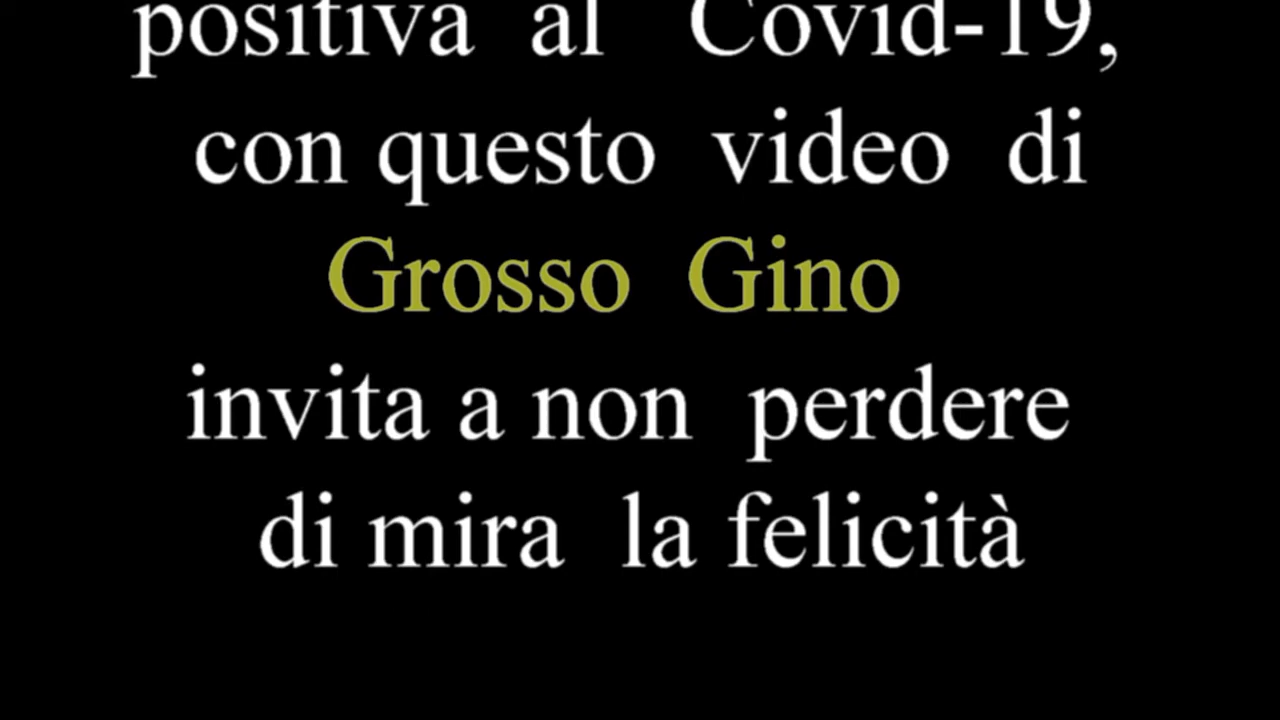 positiva al Covid-19,
con questo video di
Grosso Gino
invita a non perdere
di mira la felicità